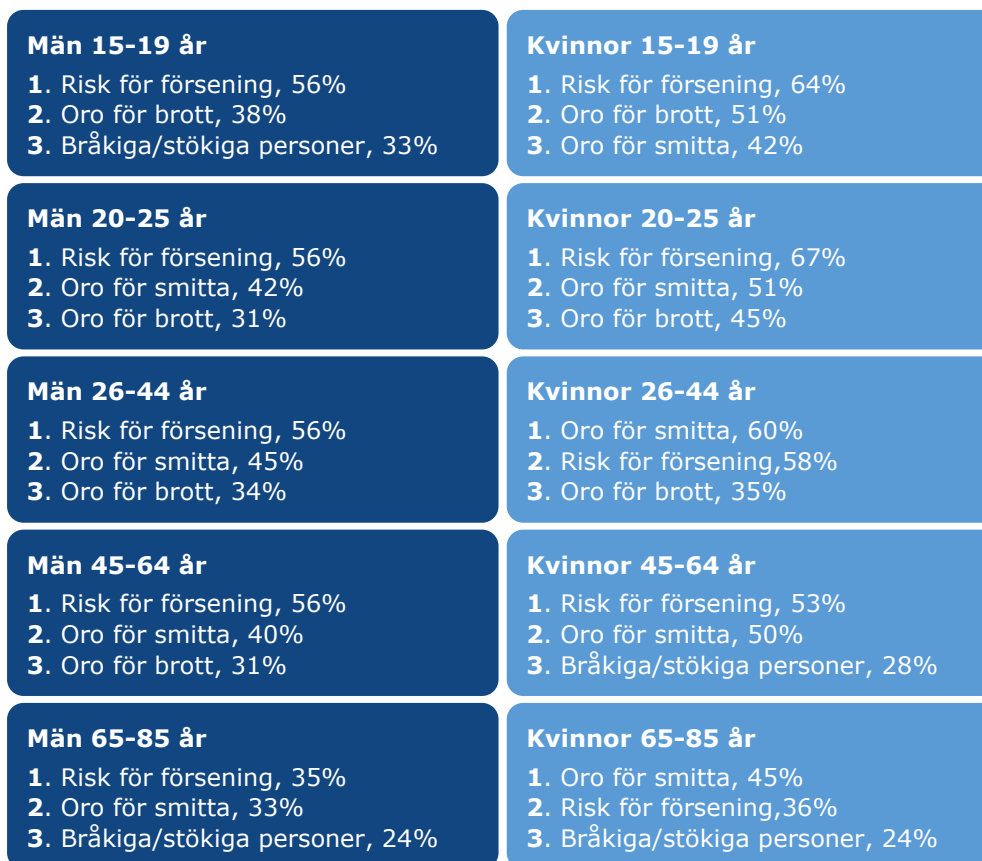 Män 15-19 år
1. Risk för försening, 56%
2. Oro för brott, 38%
3. Bråkiga/stökiga personer, 33%
Kvinnor 15-19 år
1. Risk för försening, 64%
2. Oro för brott, 51%
3. Oro för smitta, 42%
Män 20-25 år
1. Risk för försening, 56%
2. Oro för smitta, 42%
3. Oro för brott, 31%
Kvinnor 20-25 år
1. Risk för försening, 67%
2. Oro för smitta, 51%
3. Oro för brott, 45%
Män 26-44 år
1. Risk för försening, 56%
2. Oro för smitta, 45%
3. Oro för brott, 34%
Kvinnor 26-44 år
1. Oro för smitta, 60%
2. Risk för försening,58%
3. Oro för brott, 35%
Män 45-64 år
1. Risk för försening, 56%
2. Oro för smitta, 40%
3. Oro för brott, 31%
Kvinnor 45-64 år
1. Risk för försening, 53%
2. Oro för smitta, 50%
3. Bråkiga/stökiga personer, 28%
Män 65-85 år
1. Risk för försening, 35%
2. Oro för smitta, 33%
3. Bråkiga/stökiga personer, 24%
Kvinnor 65-85 år
1. Oro för smitta, 45%
2. Risk för försening,36%
3. Bråkiga/stökiga personer, 24%